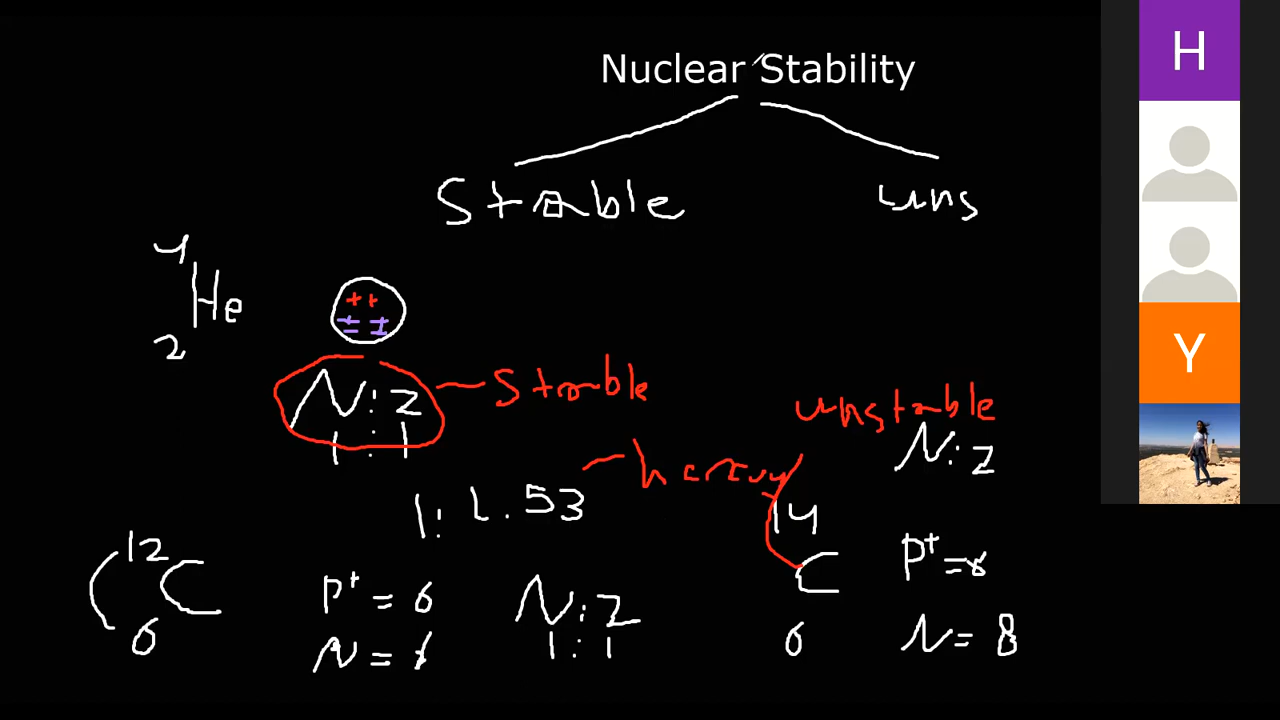 Nuclear Stability
H
Stable
uns
4
He
2
++
N:Z
1:1
Stable
Y
unstable
N:Z
heavy
1:1.53
14
C
6
P+ = 6
N = 8
12
C
6
P+ = 6
N =
N:Z
1:1